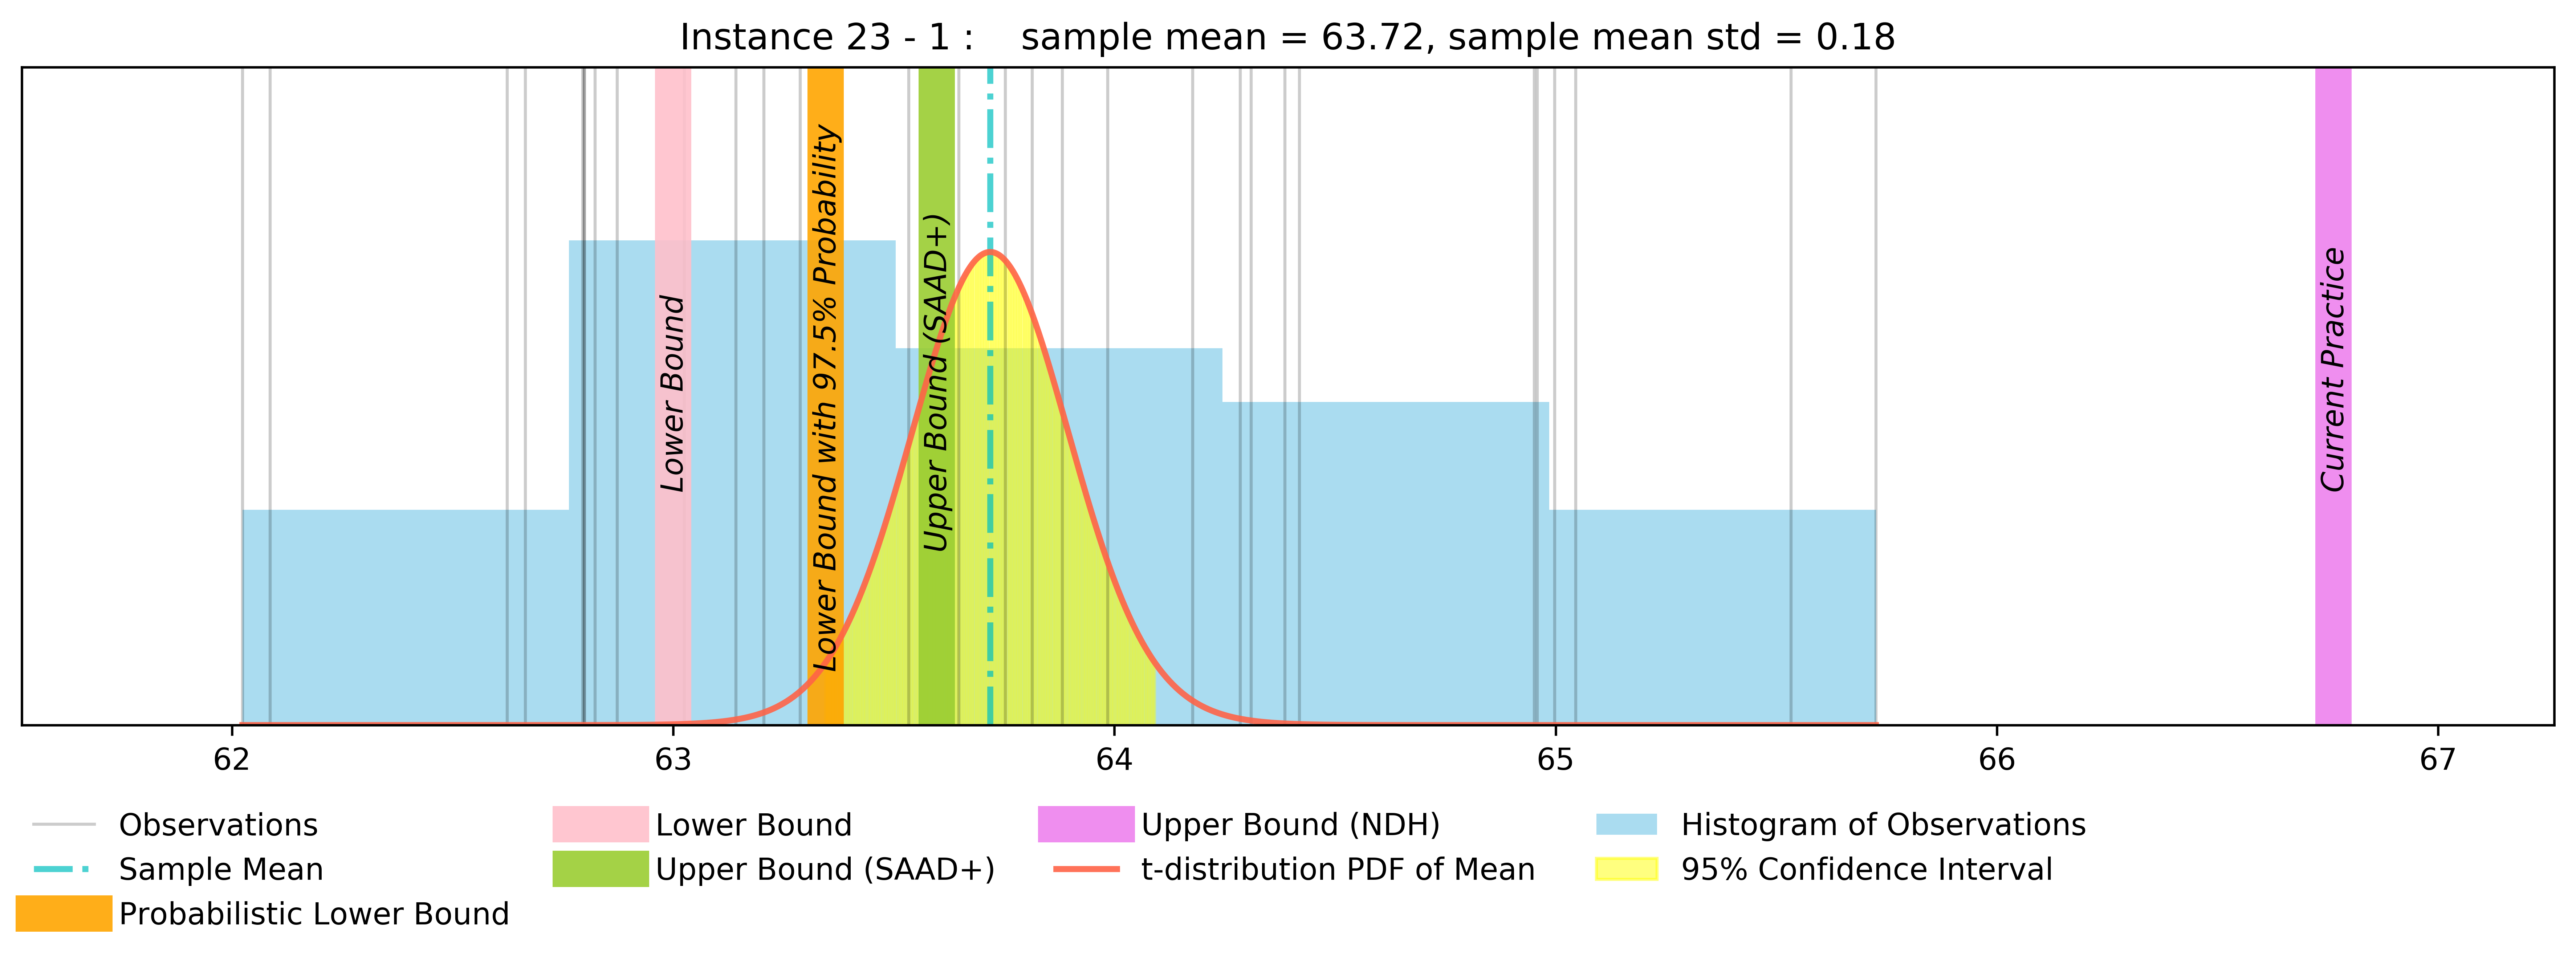 Instance 23 - 1 :    sample mean = 63.72, sample mean std = 0.18
Lower Bound
Lower Bound with 97.5% Probability
Upper Bound (SAAD+)
Current Practice
62 63 64 65 66 67
Observations
Sample Mean
Probabilistic Lower Bound
Lower Bound
Upper Bound (SAAD+)
Upper Bound (NDH)
t-distribution PDF of Mean
Histogram of Observations
95% Confidence Interval